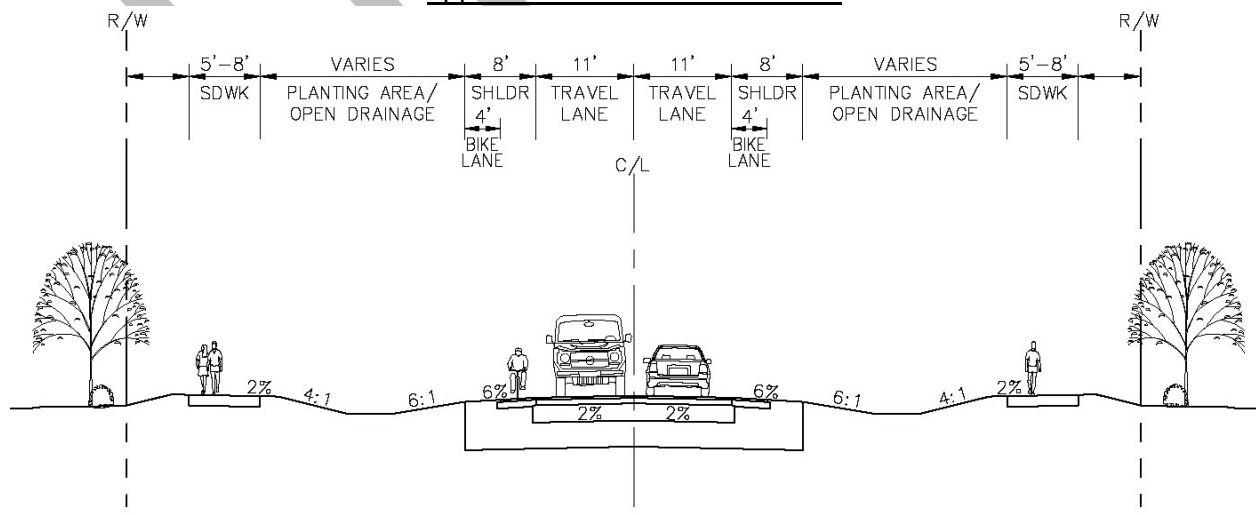 R/W R/W
5'-8' VARIES 8' 11' 11' 8' VARIES 5'-8'
SDWK PLANTING AREA/ SHLDR TRAVEL TRAVEL SHLDR PLANTING AREA/ SDWK
OPEN DRAINAGE 4' LANE LANE 4' OPEN DRAINAGE
BIKE BIKE
LANE LANE
C/L
2% 4:1 6:1 6% 6% 6:1 4:1 2%
2% 2%